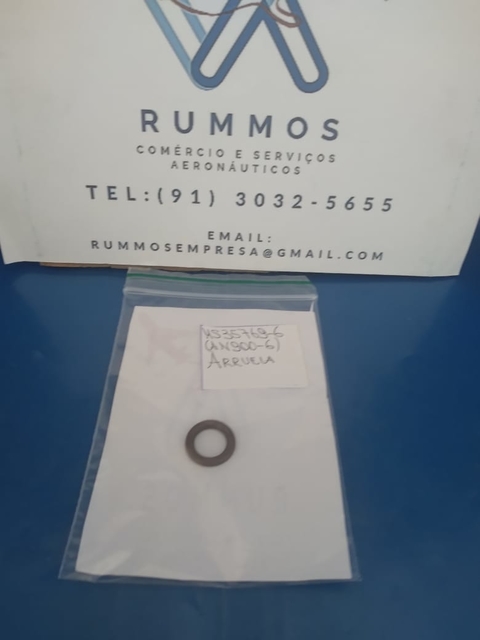 RUMMOS
COMÉRCIO E SERVIÇOS
AERONÁUTICOS
TEL:(91) 3032-5655
EMAIL:
RUMMOSEMPRESA@GMAIL.COM
MS35769-6
(AN900-6)
ARRUELA